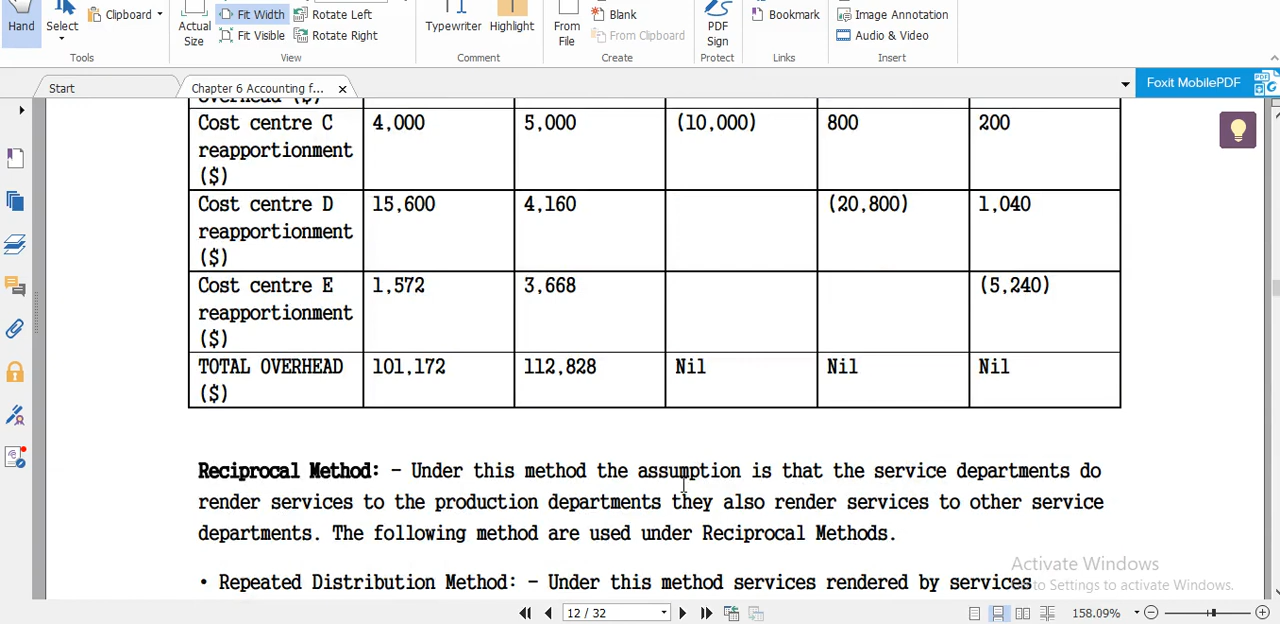 Hand
Select
Clipboard
Tools
Actual
Size
Fit Width
Fit Visible
Rotate Left
Rotate Right
View
Typewriter
Highlight
Comment
From
File
Blank
From Clipboard
Create
PDF
Sign
Protect
Bookmark
Links
Image Annotation
Audio & Video
Insert
Start
Chapter 6 Accounting f...
Foxit MobilePDF
Overhead ($)
Cost centre C 4,000 5,000 (10,000) 800 200
reapportionment
($)
Cost centre D 15,600 4,160 (20,800) 1,040
reapportionment
($)
Cost centre E 1,572 3,668 (5,240)
reapportionment
($)
TOTAL OVERHEAD 101,172 112,828 Nil Nil Nil
($)
Reciprocal Method: - Under this method the assumption is that the service departments do
render services to the production departments they also render services to other service
departments. The following method are used under Reciprocal Methods.
• Repeated Distribution Method: - Under this method services rendered by services
Activate Windows
Go to Settings to activate Windows.
12 / 32
158.09%